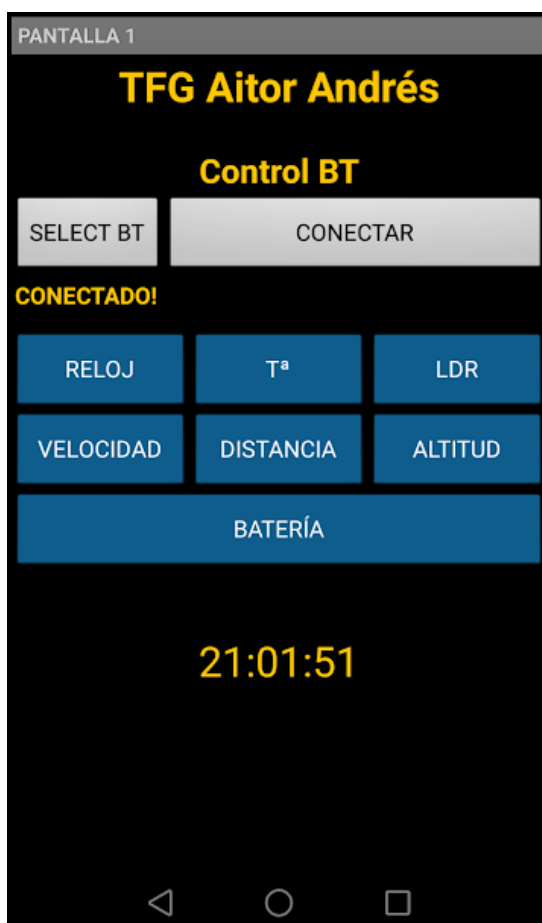 PANTALLA 1
TFG Aitor Andrés
Control BT
SELECT BT CONECTAR
CONECTADO!
RELOJ Tª LDR
VELOCIDAD DISTANCIA ALTITUD
BATERÍA
21:01:51